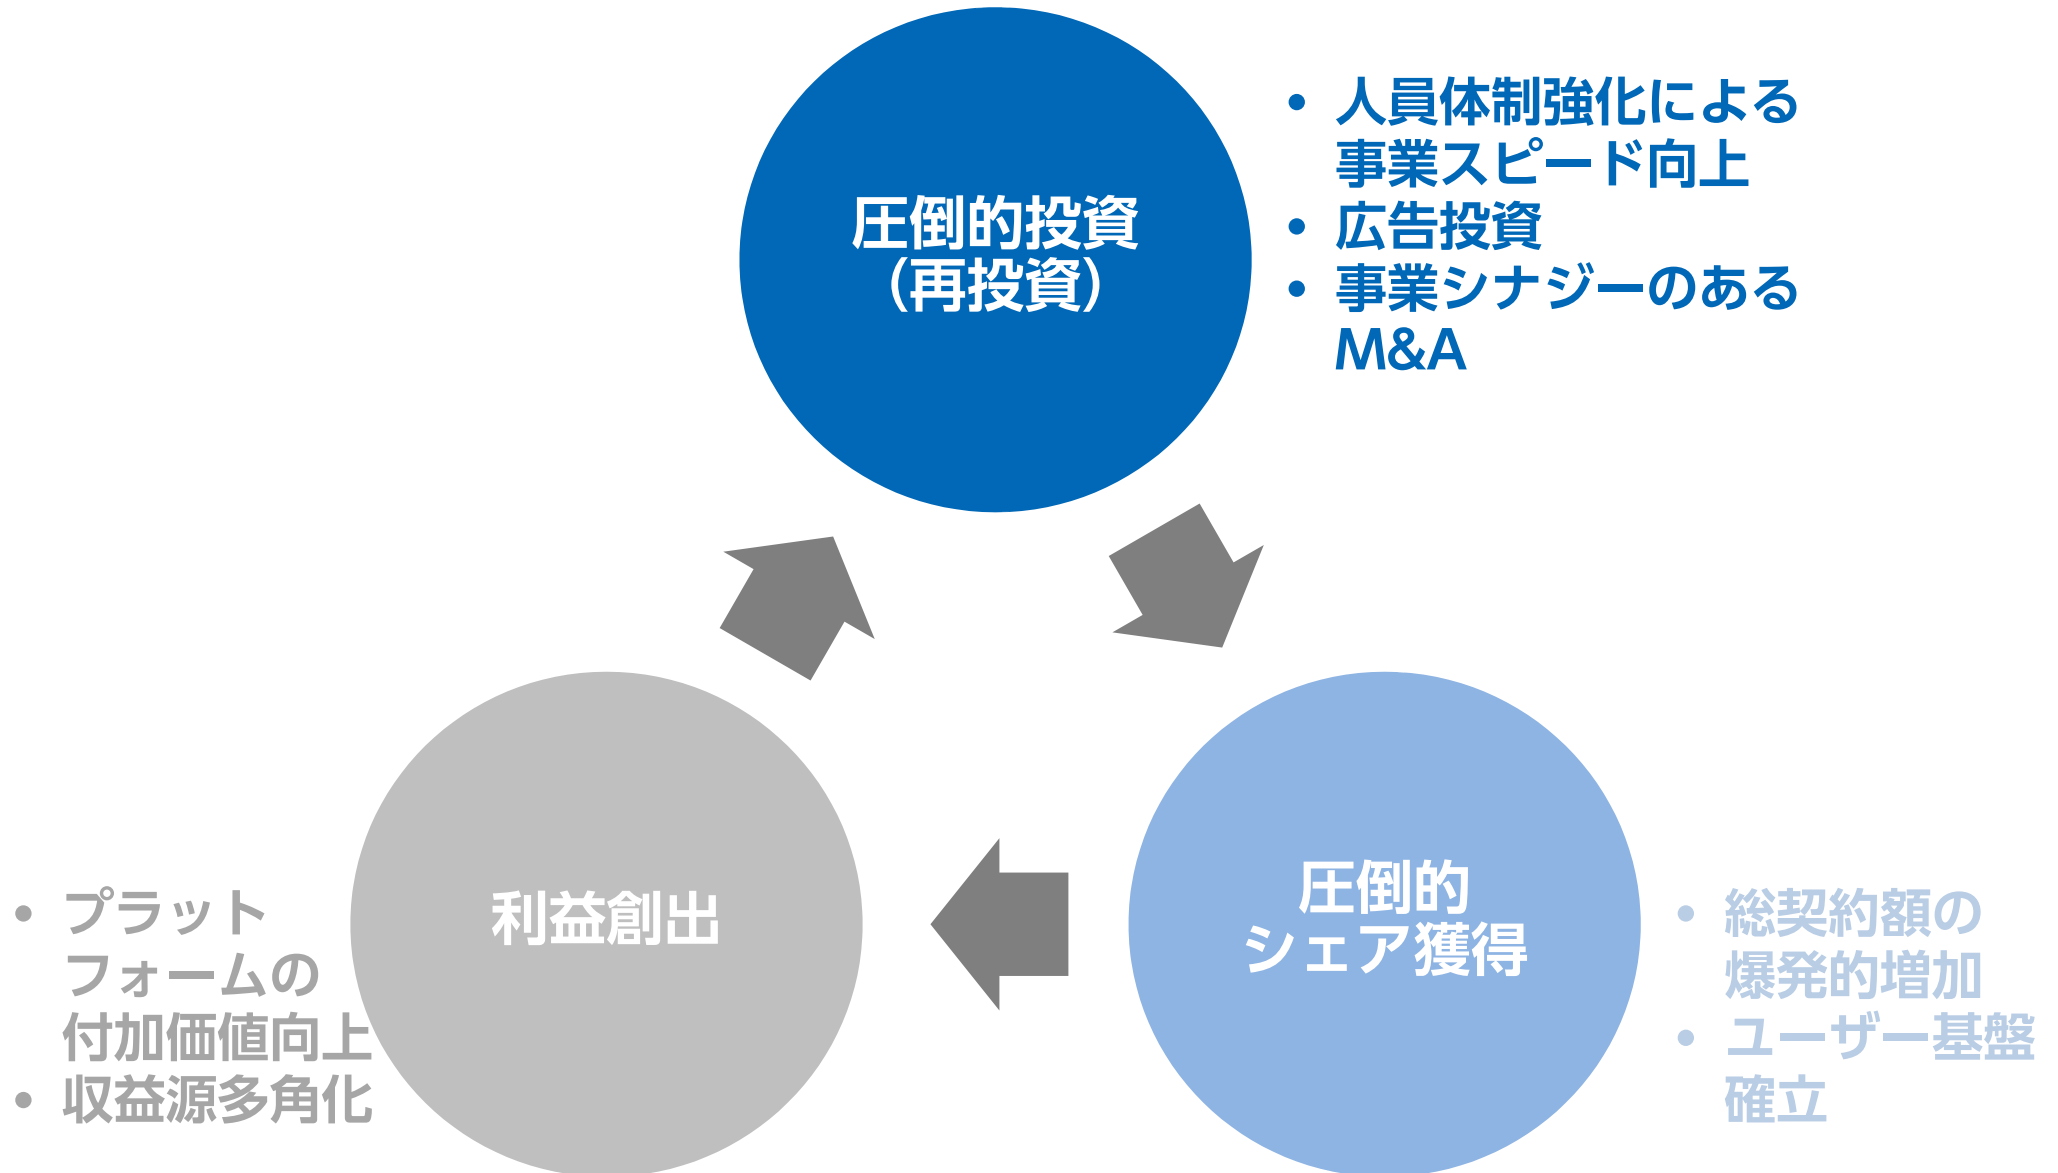 圧倒的投資
（再投資）
• 人員体制強化による
事業スピード向上
• 広告投資
• 事業シナジーのある
M&A
圧倒的
シェア獲得
• 総契約額の
爆発的増加
• ユーザー基盤
確立
利益創出
• プラット
フォームの
付加価値向上
• 収益源多角化